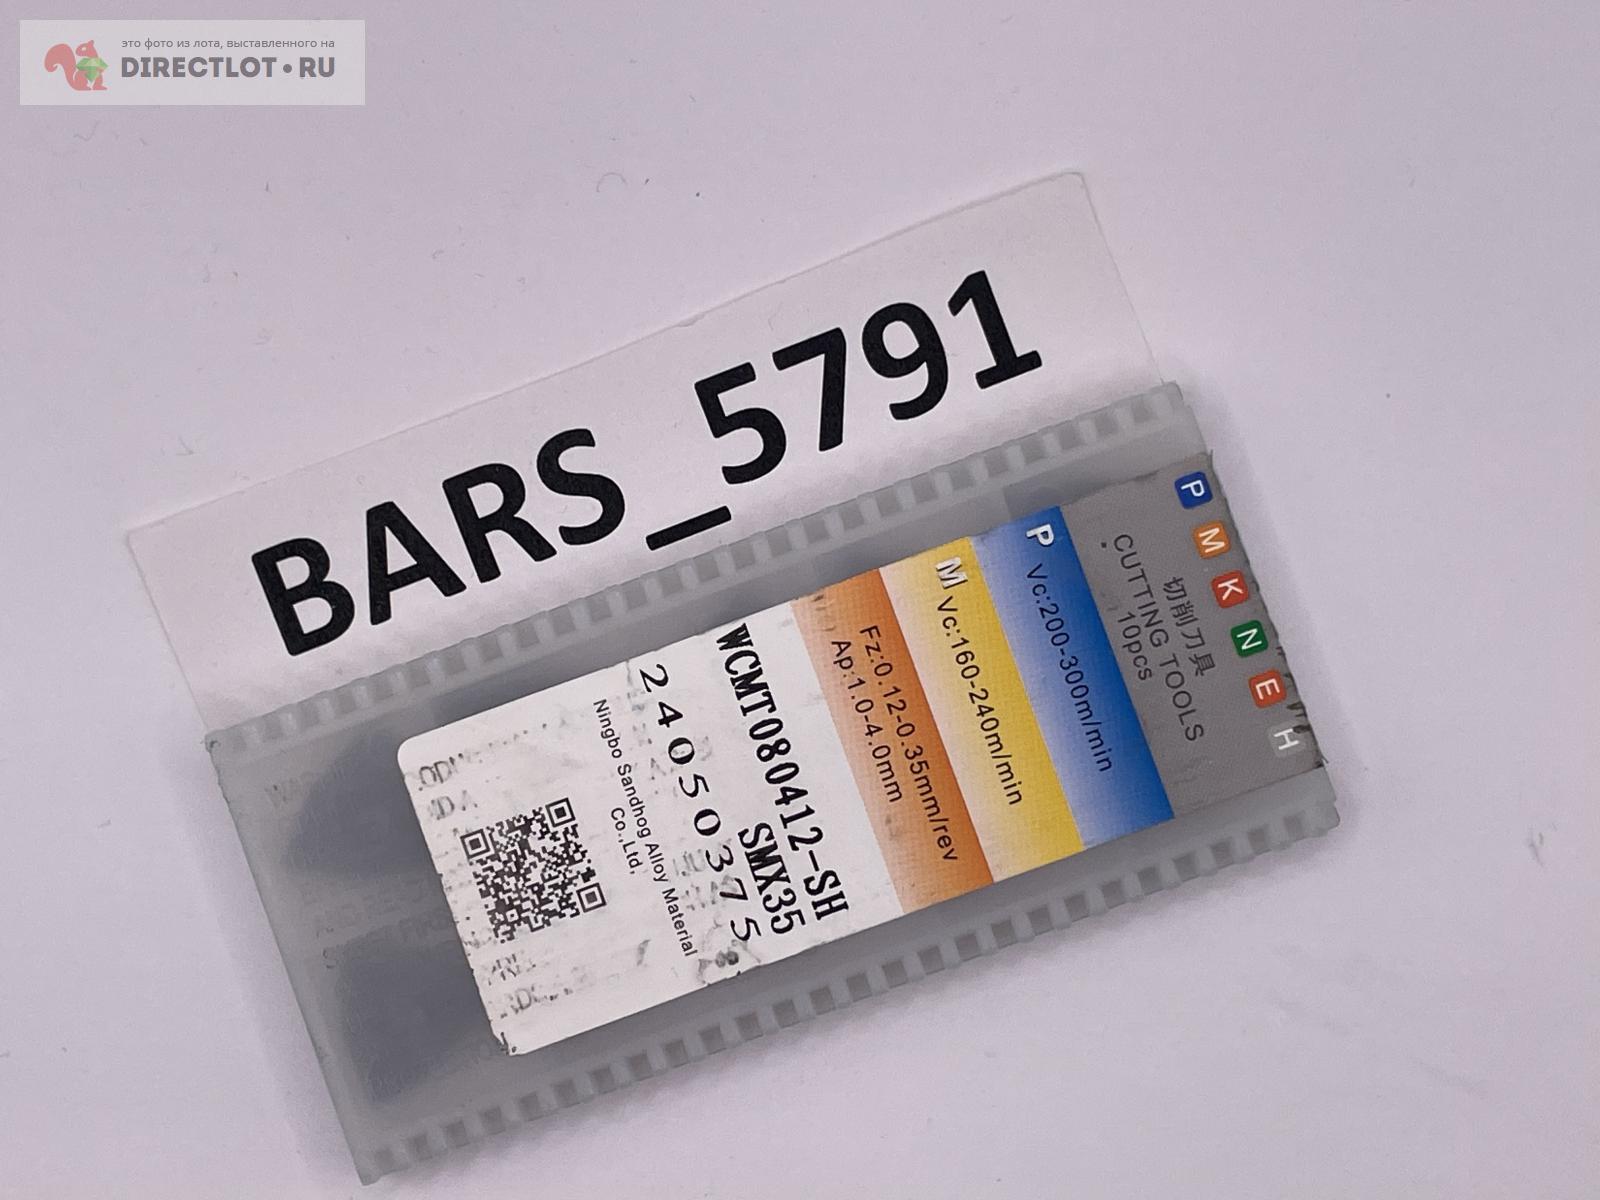 это фото из лота, выставленного на
DIRECTLOT•RU
BARS_5791
P M K N E H
切削刀具
CUTTING TOOLS
10pcs
P Vc:200-300m/min
M Vc:160-240m/min
Fz:0.12-0.35mm/rev
Ap:1.0-4.0mm
WCMT080412-SH
SMX35
24050375
Ningbo Sandhog Alloy Material
Co.,Ltd,